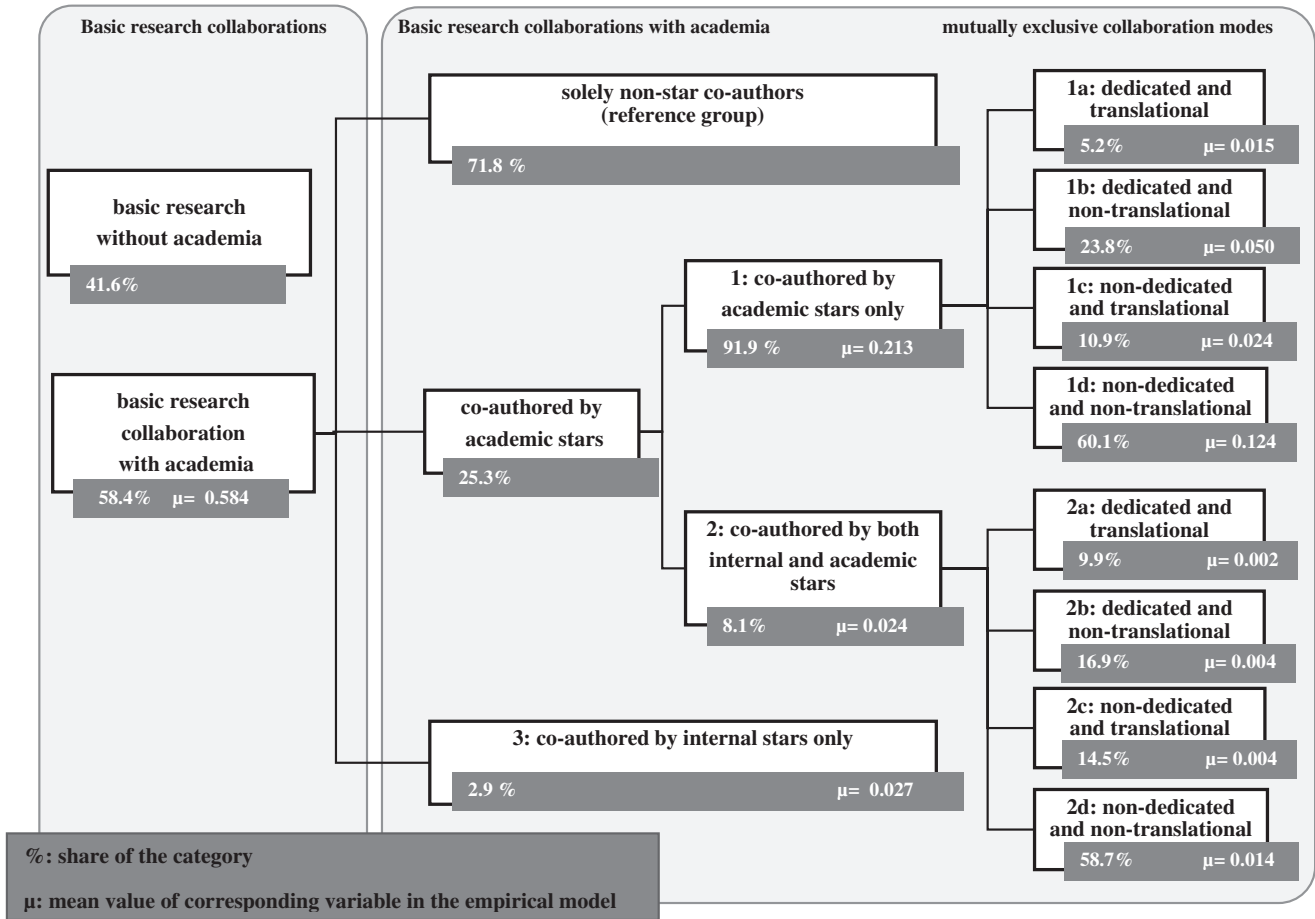 Basic research collaborations
Basic research collaborations with academia
mutually exclusive collaboration modes
basic research
without academia
41.6%
basic research
collaboration
with academia
58.4% μ= 0.584
solely non-star co-authors
(reference group)
71.8 %
co-authored by
academic stars
25.3%
3: co-authored by internal stars only
2.9 % μ= 0.027
1: co-authored by
academic stars only
91.9 % μ= 0.213
2: co-authored by both
internal and academic
stars
8.1% μ= 0.024
1a: dedicated and
translational
5.2% μ= 0.015
1b: dedicated and
non-translational
23.8% μ= 0.050
1c: non-dedicated
and translational
10.9% μ= 0.024
1d: non-dedicated
and non-translational
60.1% μ= 0.124
2a: dedicated and
translational
9.9% μ= 0.002
2b: dedicated and
non-translational
16.9% μ= 0.004
2c: non-dedicated
and translational
14.5% μ= 0.004
2d: non-dedicated
and non-translational
58.7% μ= 0.014
%: share of the category
μ: mean value of corresponding variable in the empirical model